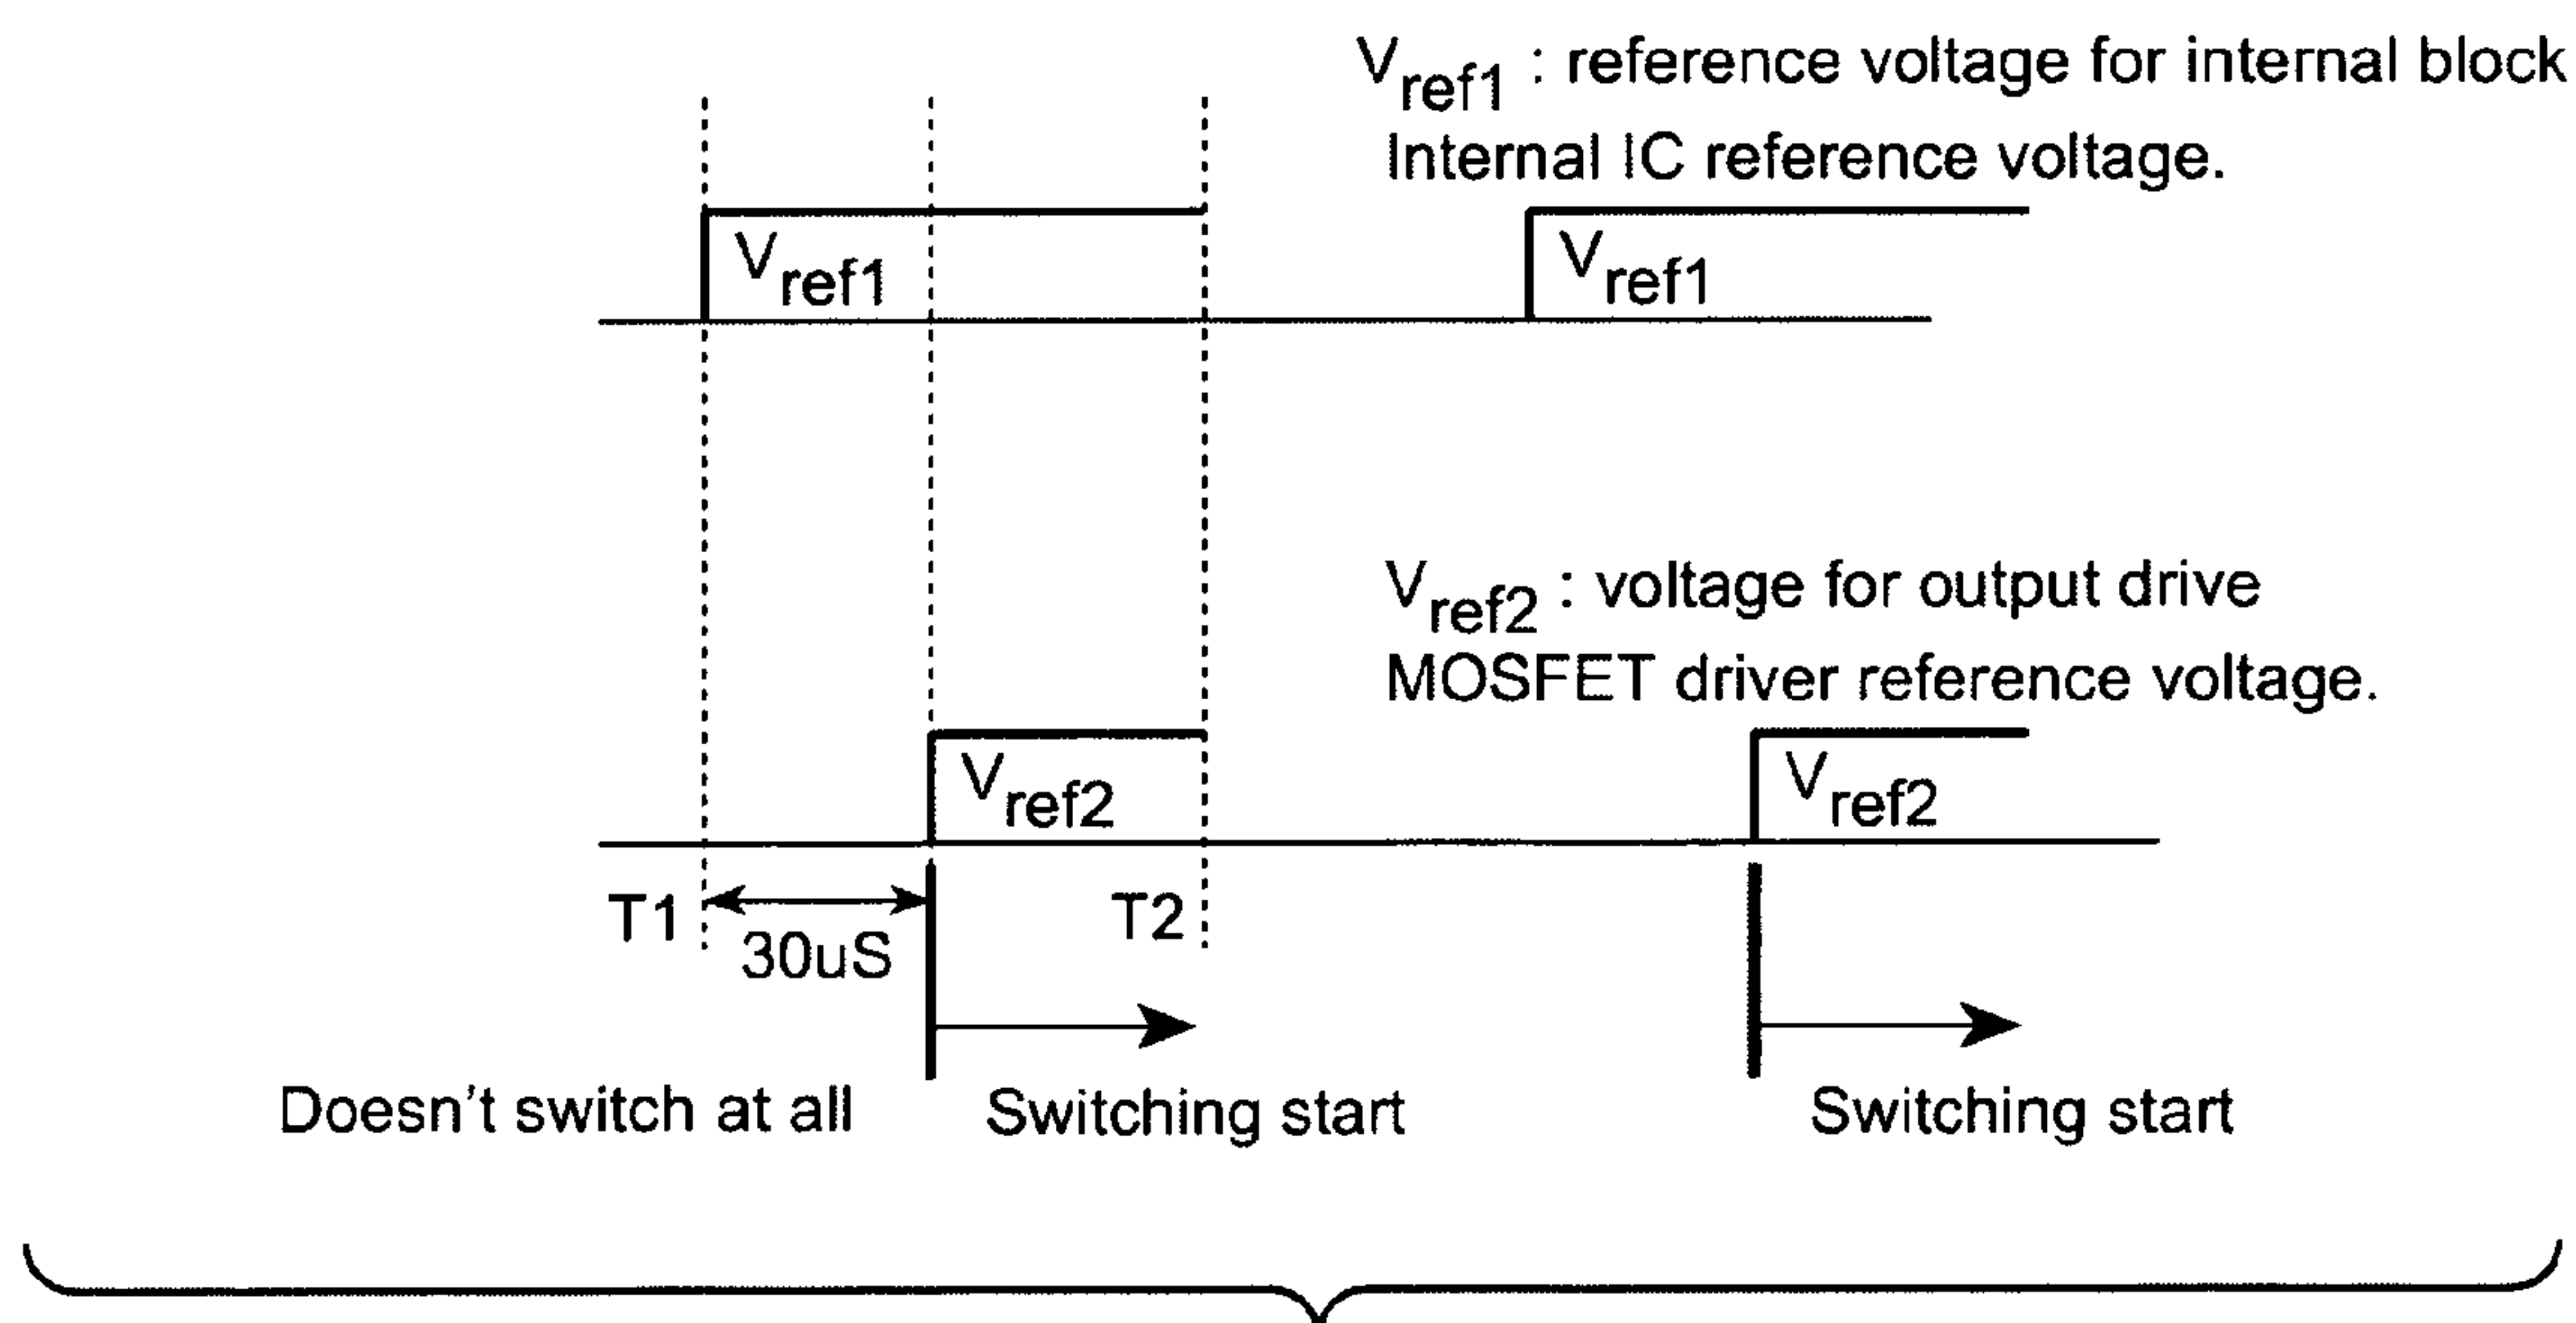 Vref1 : reference voltage for internal block
Internal IC reference voltage.
Vref1
Vref1
Vref2 : voltage for output drive
MOSFET driver reference voltage.
Vref2
Vref2
T1
T2
30uS
Doesn't switch at all
Switching start
Switching start